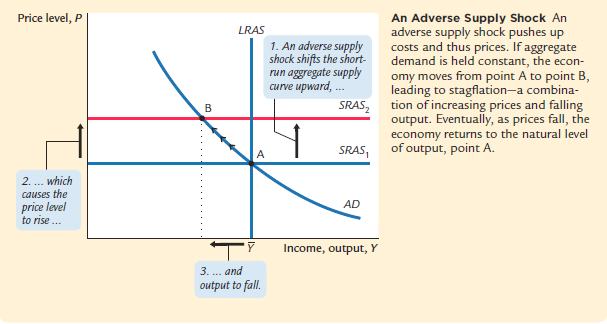 Price level, P
LRAS
1. An adverse supply
shock shifts the short-
run aggregate supply
curve upward, ...
SRAS2
B
SRAS1
A
2. ... which
causes the
price level
to rise ...
AD
Y̅
Income, output, Y
3. ... and
output to fall.
An Adverse Supply Shock An
adverse supply shock pushes up
costs and thus prices. If aggregate
demand is held constant, the econ-
omy moves from point A to point B,
leading to stagflation—a combina-
tion of increasing prices and falling
output. Eventually, as prices fall, the
economy returns to the natural level
of output, point A.